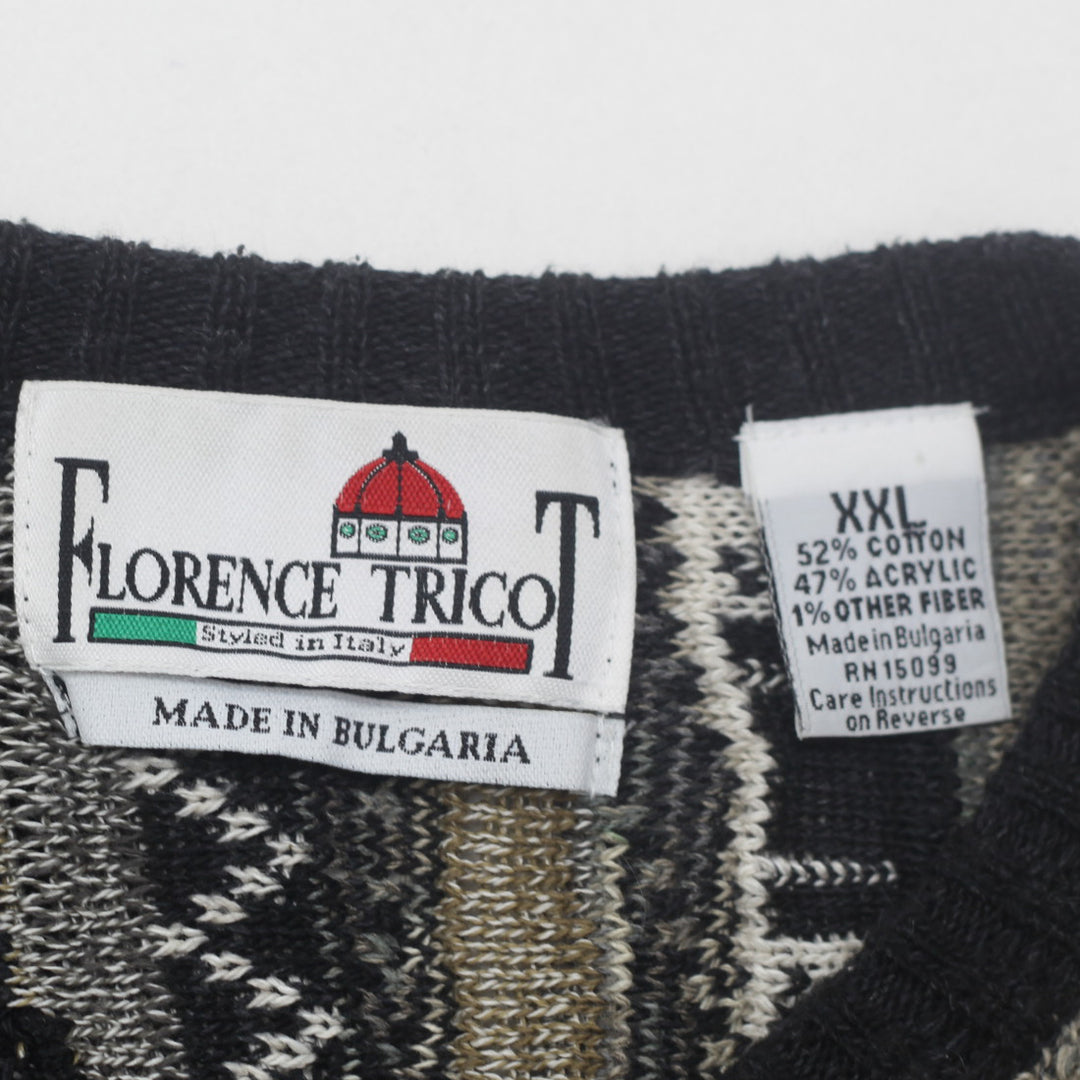 FLORENCE TRICOT
Styled in Italy
MADE IN BULGARIA
XXL
52% COTTON
47% ACRYLIC
1% OTHER FIBER
Made in Bulgaria
RN 15099
Care Instructions
on Reverse